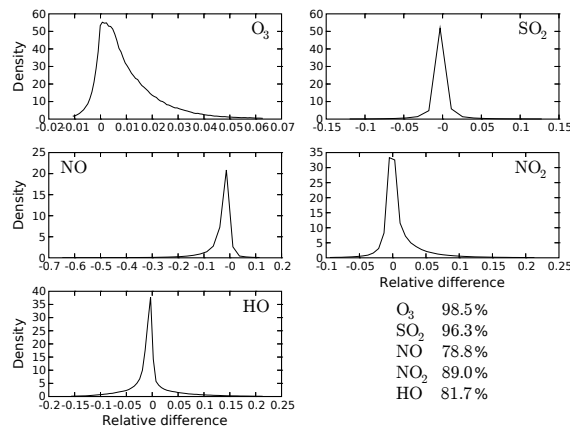 60
50
40
30
20
10
0
Density
O₃
-0.02 -0.01 0 0.01 0.02 0.03 0.04 0.05 0.06 0.07
60
50
40
30
20
10
0
SO₂
-0.15 -0.1 -0.05 -0 0.05 0.1 0.15
25
20
15
10
5
0
Density
NO
-0.7 -0.6 -0.5 -0.4 -0.3 -0.2 -0.1 -0 0.1 0.2
35
30
25
20
15
10
5
0
NO₂
-0.1 -0.05 0 0.05 0.1 0.15 0.2
Relative difference
40
35
30
25
20
15
10
5
0
Density
HO
-0.2 -0.15 -0.1 -0.05 0 0.05 0.1 0.15 0.2 0.25
Relative difference
O₃ 98.5%
SO₂ 96.3%
NO 78.8%
NO₂ 89.0%
HO 81.7%